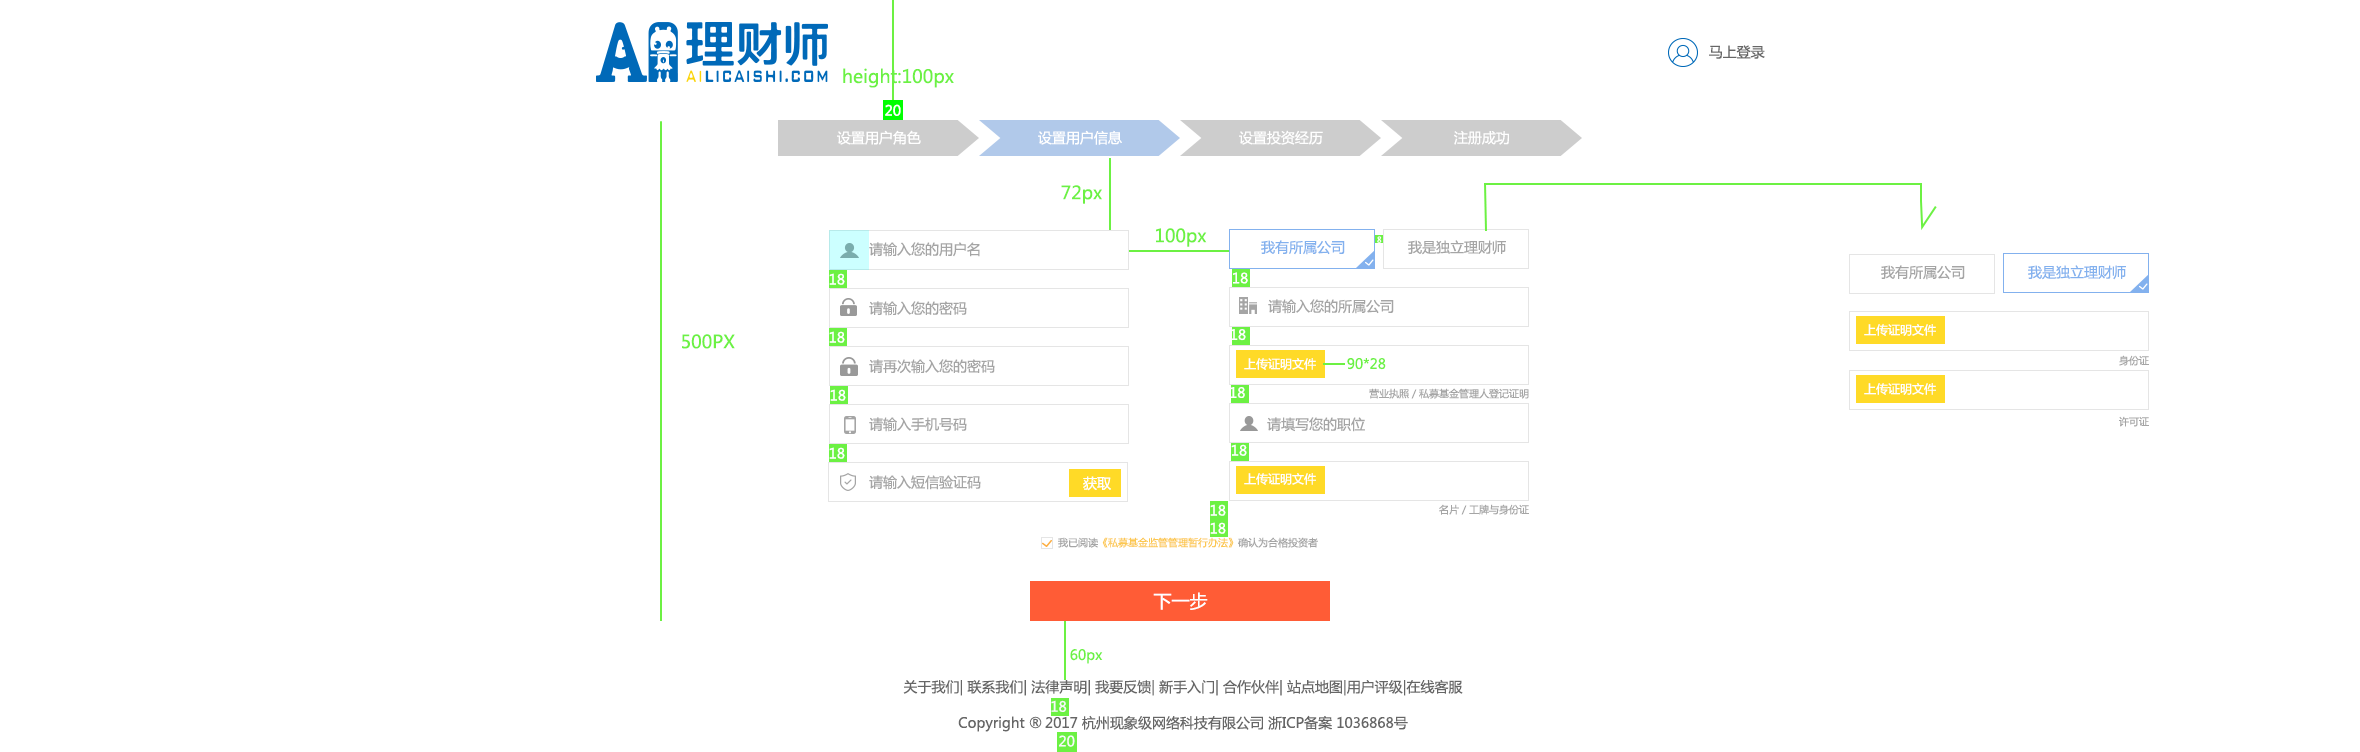 AI理财师
AILICAISHI.COM
height:100px
马上登录
20
设置用户角色
设置用户信息
设置投资经历
注册成功
72px
100px
请输入您的用户名
我有所属公司
8
我是独立理财师
18
18
请输入您的密码
请输入您的所属公司
18
18
请再次输入您的密码
上传证明文件
90*28
18
18
营业执照 / 私募基金管理人登记证明
请输入手机号码
请填写您的职位
18
18
请输入短信验证码
获取
上传证明文件
18
名片 / 工牌与身份证
18
500PX
我有所属公司
我是独立理财师
上传证明文件
身份证
上传证明文件
许可证
我已阅读《私募基金监管管理暂行办法》确认为合格投资者
下一步
60px
关于我们| 联系我们| 法律声明| 我要反馈| 新手入门| 合作伙伴| 站点地图|用户评级|在线客服
18
Copyright ® 2017 杭州现象级网络科技有限公司 浙ICP备案 1036868号
20